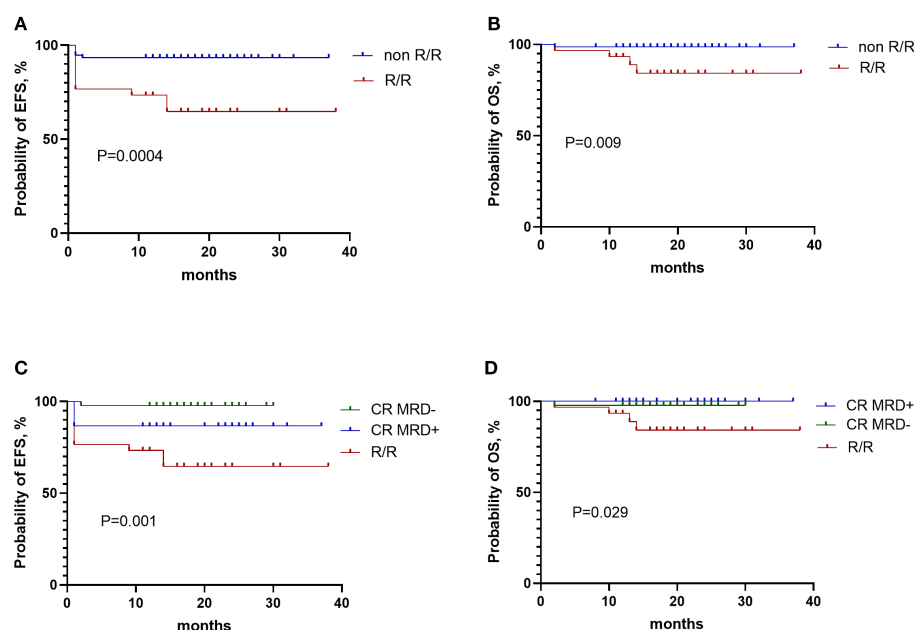 A
Probability of EFS, %
100
50
0
0 10 20 30 40
months
non R/R
R/R
P=0.0004
B
Probability of OS, %
100
50
0
0 10 20 30 40
months
non R/R
R/R
P=0.009
C
Probability of EFS, %
100
50
0
0 10 20 30 40
months
CR MRD-
CR MRD+
R/R
P=0.001
D
Probability of OS, %
100
50
0
0 10 20 30 40
months
CR MRD+
CR MRD-
R/R
P=0.029